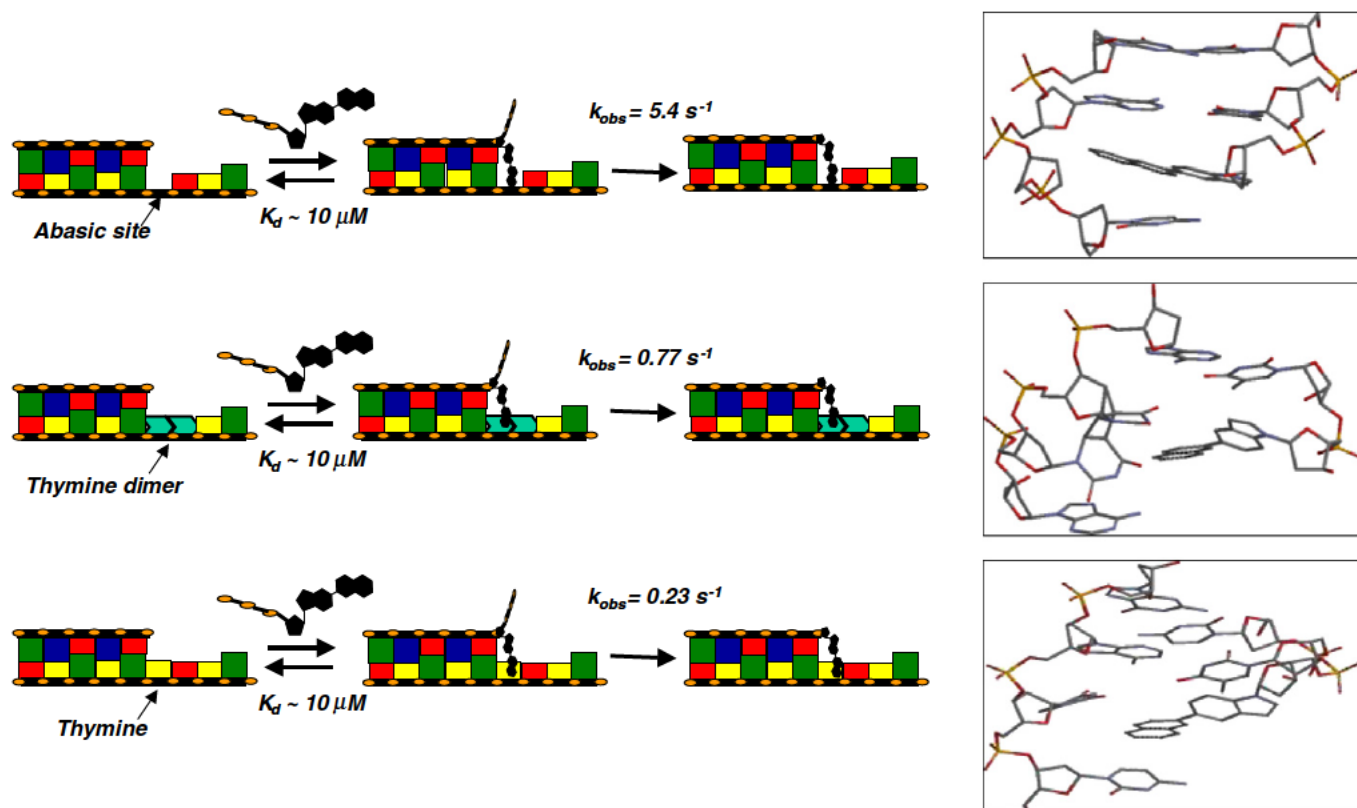 k_obs = 5.4 s⁻¹
K_d ~ 10 μM
Abasic site
k_obs = 0.77 s⁻¹
K_d ~ 10 μM
Thymine dimer
k_obs = 0.23 s⁻¹
K_d ~ 10 μM
Thymine